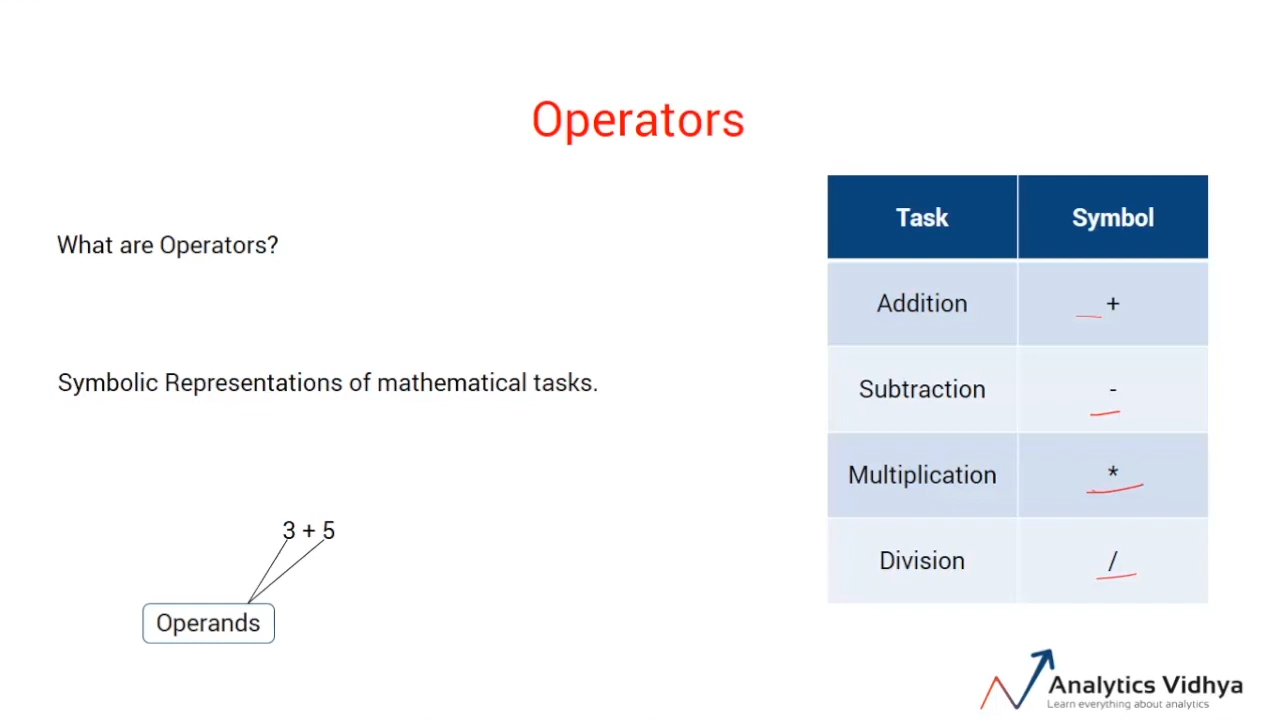 Operators
What are Operators?
Symbolic Representations of mathematical tasks.
3 + 5
Operands
Task Symbol
Addition +
Subtraction -
Multiplication *
Division /
Analytics Vidhya
Learn everything about analytics